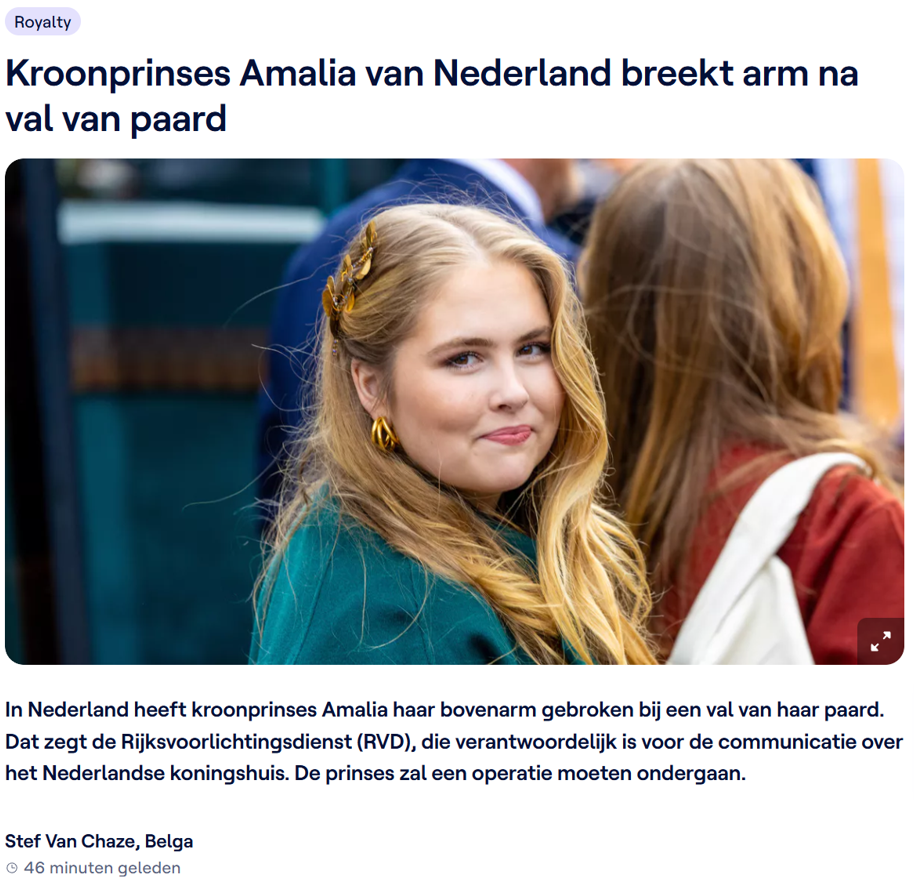 Royalty
Kroonprinses Amalia van Nederland breekt arm na
val van paard
In Nederland heeft kroonprinses Amalia haar bovenarm gebroken bij een val van haar paard.
Dat zegt de Rijksvoorlichtingsdienst (RVD), die verantwoordelijk is voor de communicatie over
het Nederlandse koningshuis. De prinses zal een operatie moeten ondergaan.
Stef Van Chaze, Belga
46 minuten geleden